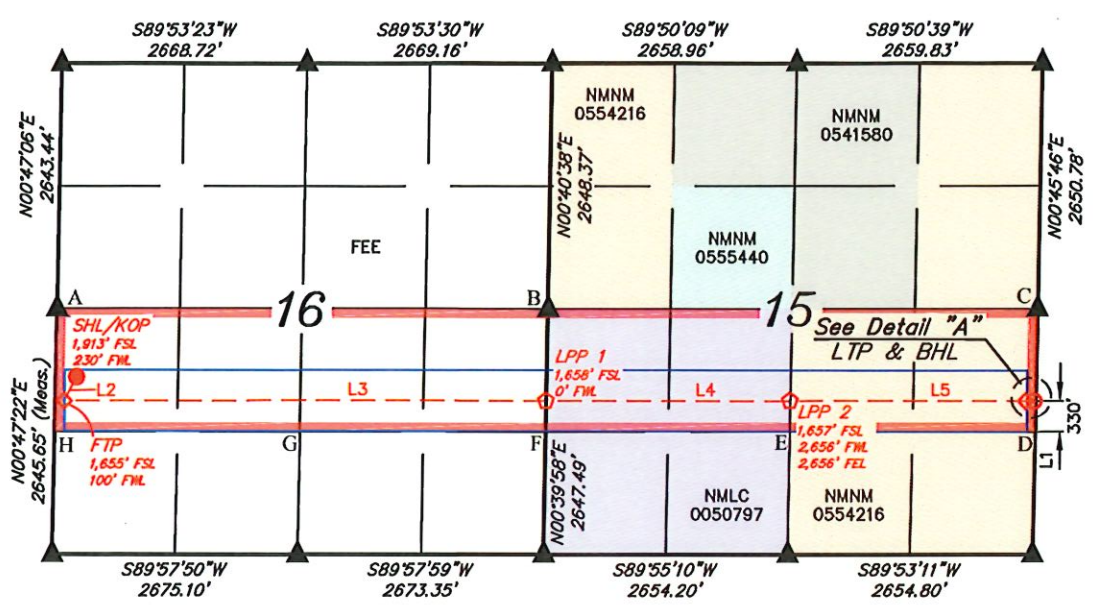 S89°53'23"W
2668.72'
S89°53'30"W
2669.16'
S89°50'09"W
2658.96'
S89°50'39"W
2659.83'
N00°47'06"E
2643.44'
NMNM
0554216
N00°40'38"E
2648.37'
NMNM
0541580
N00°45'46"E
2650.78'
FEE
NMNM
0555440
A
16
B
15
C
SHL/KOP
1,913' FSL
230' FWL
See Detail "A"
LTP & BHL
LPP 1
1,658' FSL
0' FWL
L2
L3
L4
L5
LPP 2
1,657' FSL
2,656' FWL
2,656' FEL
330'
L1
N00°47'22"E
2645.65' (Meas.)
H
G
F
E
D
FTP
1,655' FSL
100' FWL
N00°39'58"E
2647.49'
NMLC
0050797
NMNM
0554216
S89°57'50"W
2675.10'
S89°57'59"W
2673.35'
S89°55'10"W
2654.20'
S89°53'11"W
2654.80'